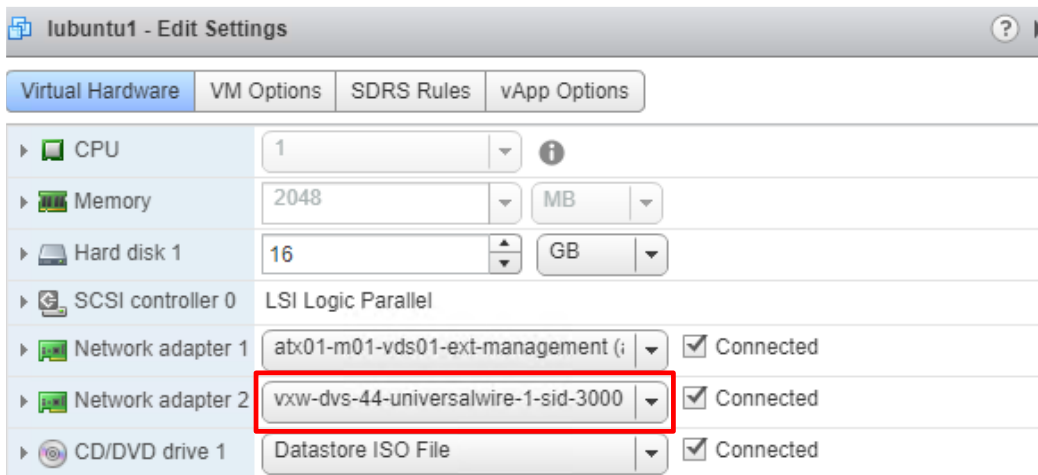 lubuntu1 - Edit Settings ?
Virtual Hardware VM Options SDRS Rules vApp Options
CPU 1
Memory 2048 MB
Hard disk 1 16 GB
SCSI controller 0 LSI Logic Parallel
Network adapter 1 atx01-m01-vds01-ext-management ( Connected
Network adapter 2 vxw-dvs-44-universalwire-1-sid-3000 Connected
CD/DVD drive 1 Datastore ISO File Connected